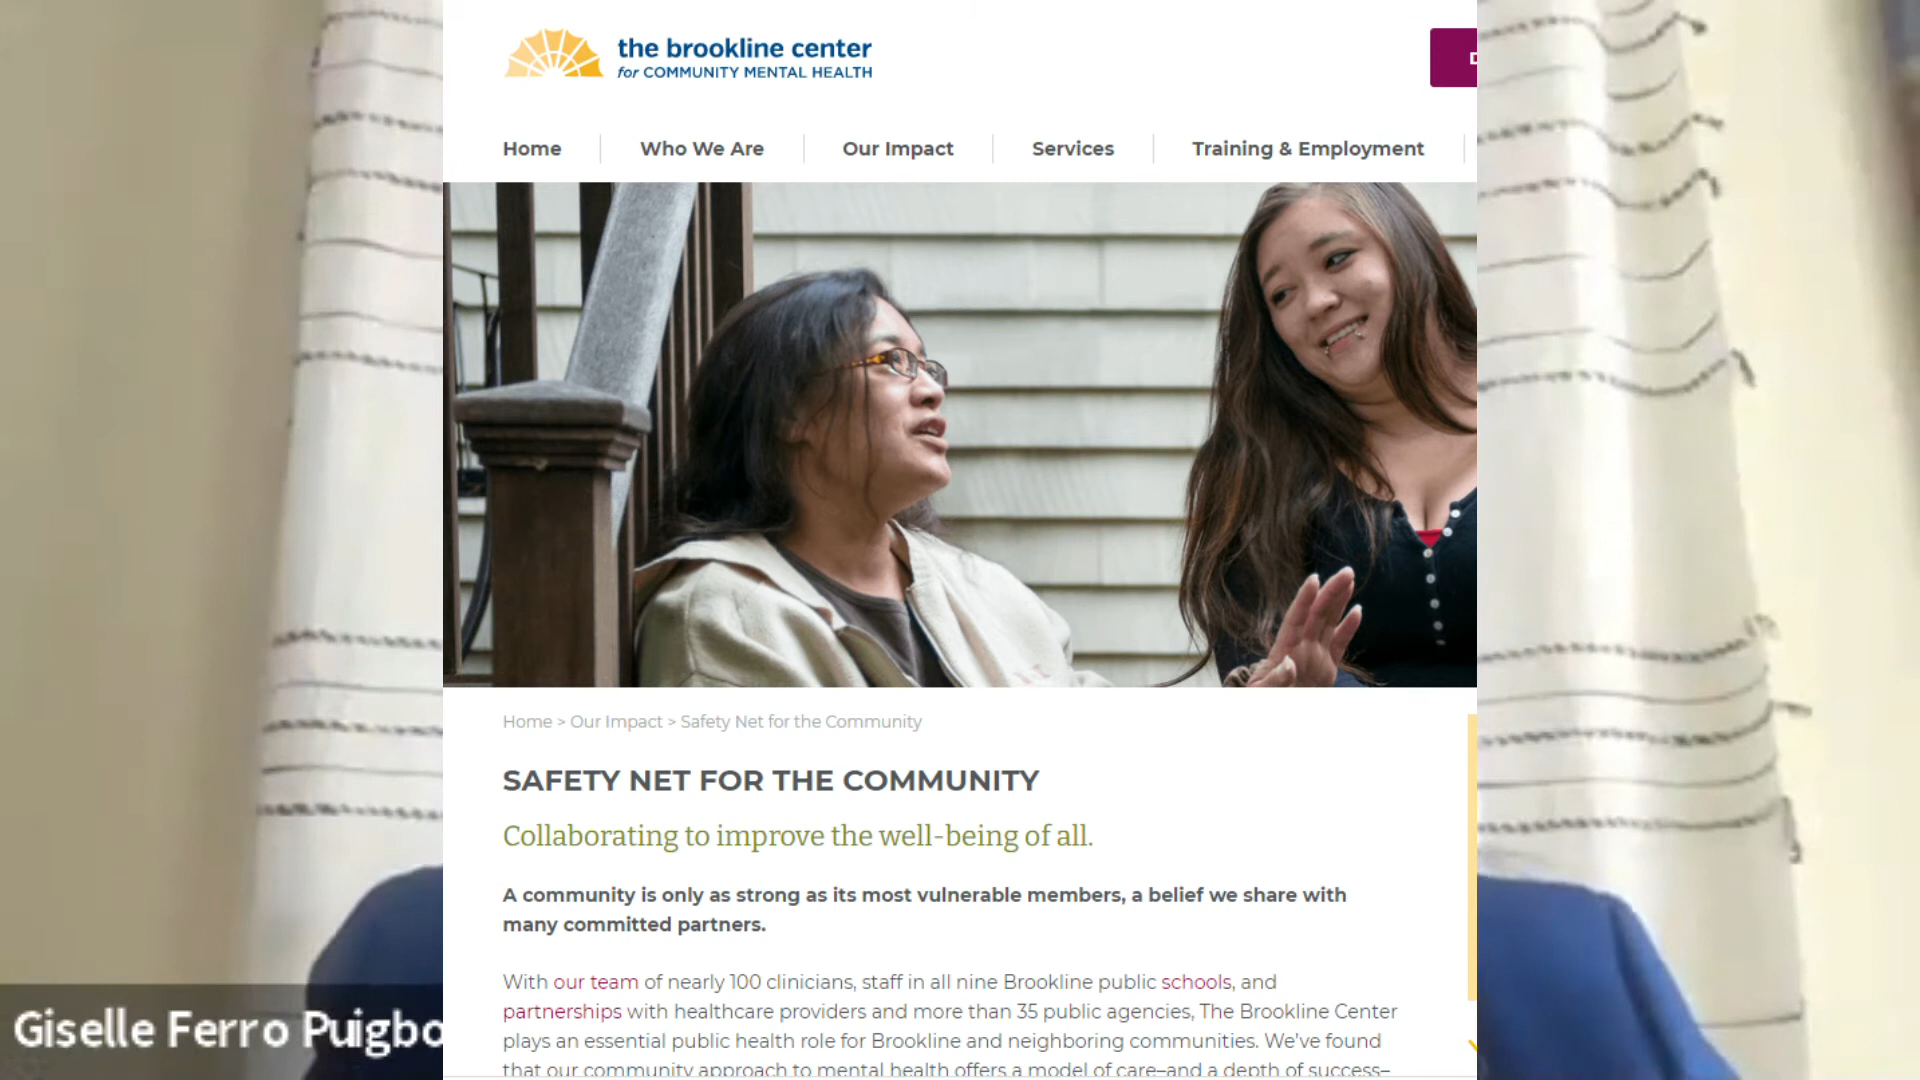 the brookline center
for COMMUNITY MENTAL HEALTH
Home
Who We Are
Our Impact
Services
Training & Employment
Home > Our Impact > Safety Net for the Community
SAFETY NET FOR THE COMMUNITY
Collaborating to improve the well-being of all.
A community is only as strong as its most vulnerable members, a belief we share with
many committed partners.
With our team of nearly 100 clinicians, staff in all nine Brookline public schools, and
partnerships with healthcare providers and more than 35 public agencies, The Brookline Center
plays an essential public health role for Brookline and neighboring communities. We've found
that our community approach to mental health offers a model of care–and a depth of success–
Giselle Ferro Puigbo